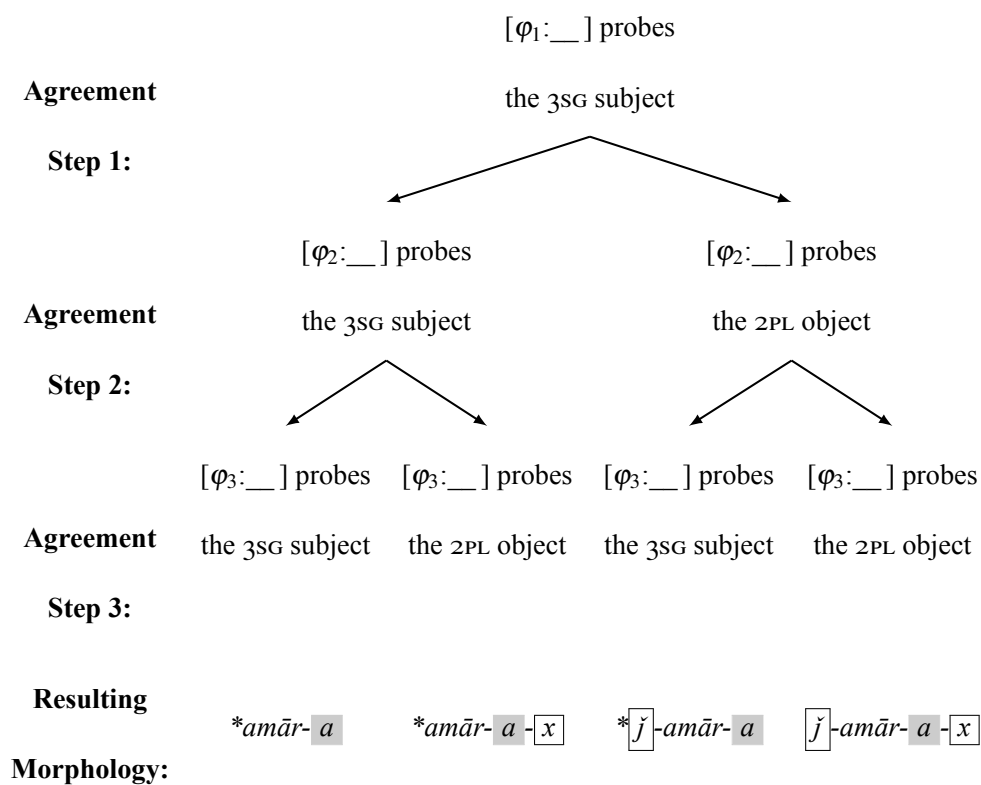 [φ₁:__ ] probes
the 3SG subject
Agreement
Step 1:
[φ₂:__ ] probes [φ₂:__ ] probes
the 3SG subject the 2PL object
Agreement
Step 2:
[φ₃:__ ] probes [φ₃:__ ] probes [φ₃:__ ] probes [φ₃:__ ] probes
the 3SG subject the 2PL object the 3SG subject the 2PL object
Agreement
Step 3:
Resulting
Morphology:
*amār- a *amār- a -x *ǰ-amār- a ǰ-amār- a -x